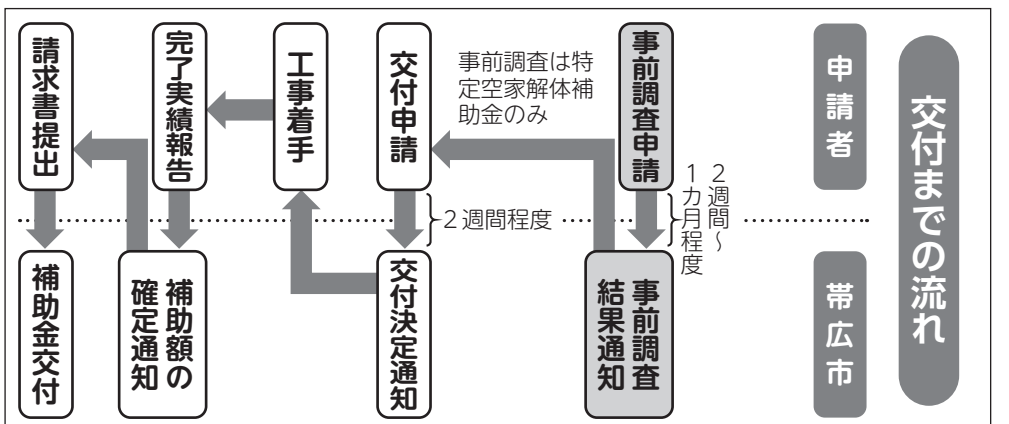 交付までの流れ
申請者
帯広市
事前調査申請
2週間～
1カ月程度
事前調査
結果通知
事前調査は特
定空家解体補
助金のみ
交付申請
2週間程度
交付決定通知
工事着手
完了実績報告
補助額の
確定通知
請求書提出
補助金交付